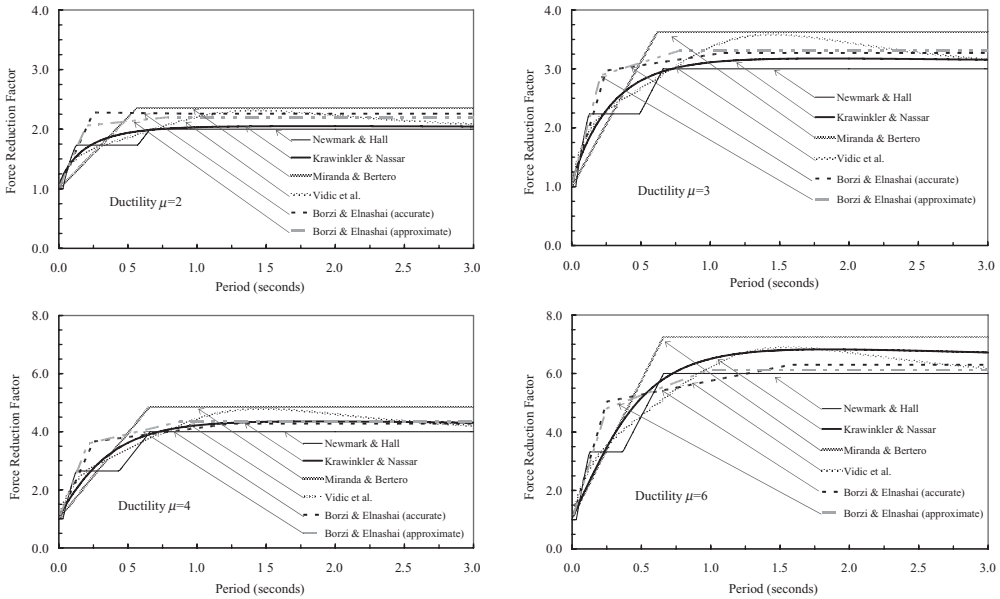 4.0
3.0
2.0
1.0
0.0
Force Reduction Factor
Newmark & Hall
Krawinkler & Nassar
Miranda & Bertero
Vidic et al.
Borzi & Elnashai (accurate)
Borzi & Elnashai (approximate)
Ductility μ=2
0.0 0 5 1.0 1 5 2.0 2 5 3.0
Period (seconds)
4.0
3.0
2.0
1.0
0.0
Force Reduction Factor
Newmark & Hall
Krawinkler & Nassar
Miranda & Bertero
Vidic et al.
Borzi & Elnashai (accurate)
Borzi & Elnashai (approximate)
Ductility μ=3
0.0 0 5 1.0 1 5 2.0 2 5 3.0
Period (seconds)
8.0
6.0
4.0
2.0
0.0
Force Reduction Factor
Newmark & Hall
Krawinkler & Nassar
Miranda & Bertero
Vidic et al.
Borzi & Elnashai (accurate)
Borzi & Elnashai (approximate)
Ductility μ=4
0.0 0 5 1.0 1 5 2.0 2 5 3.0
Period (seconds)
8.0
6.0
4.0
2.0
0.0
Force Reduction Factor
Newmark & Hall
Krawinkler & Nassar
Miranda & Bertero
Vidic et al.
Borzi & Elnashai (accurate)
Borzi & Elnashai (approximate)
Ductility μ=6
0.0 0 5 1.0 1 5 2.0 2 5 3.0
Period (seconds)